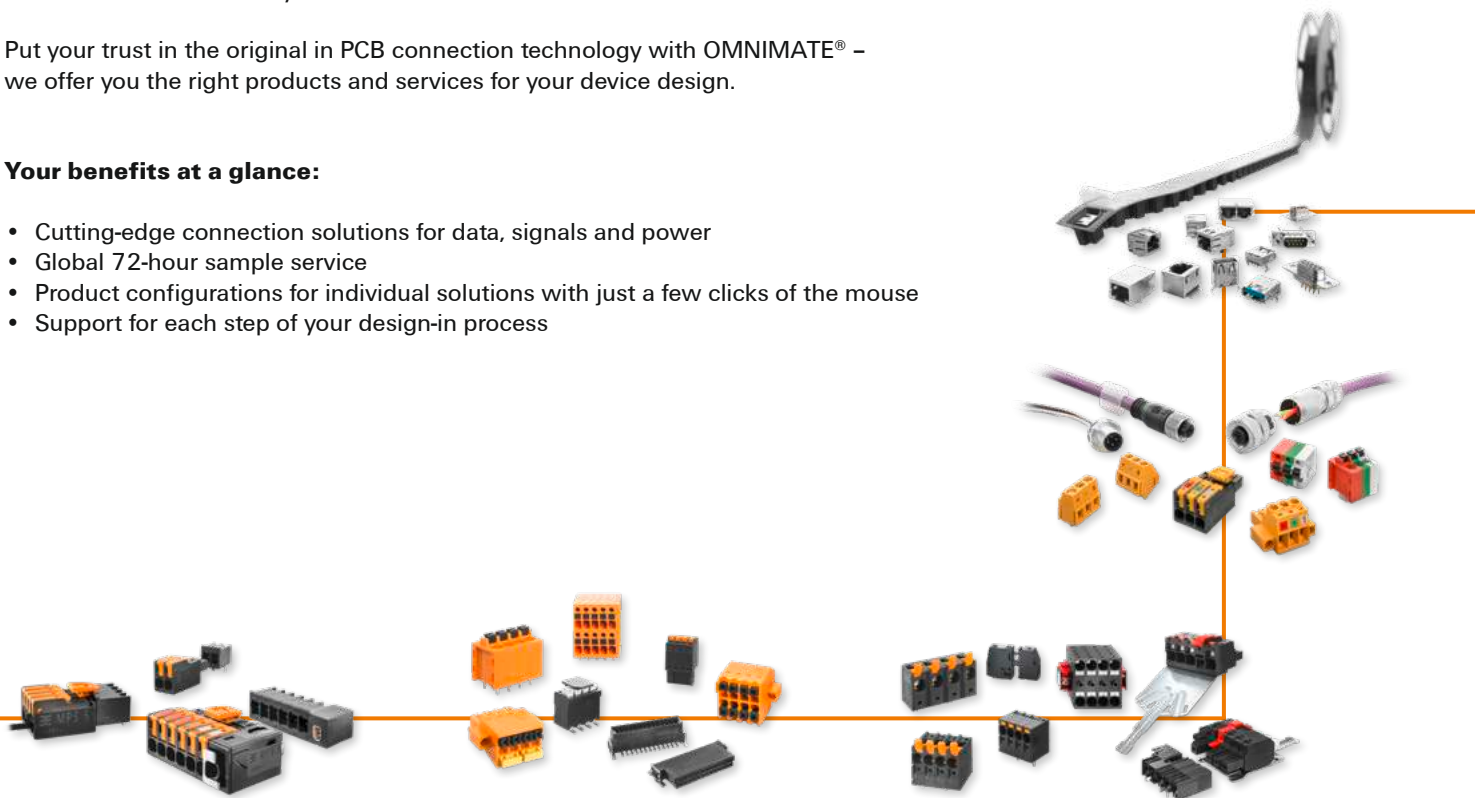 Put your trust in the original in PCB connection technology with OMNIMATE® –
we offer you the right products and services for your device design.
Your benefits at a glance:
• Cutting-edge connection solutions for data, signals and power
• Global 72-hour sample service
• Product configurations for individual solutions with just a few clicks of the mouse
• Support for each step of your design-in process